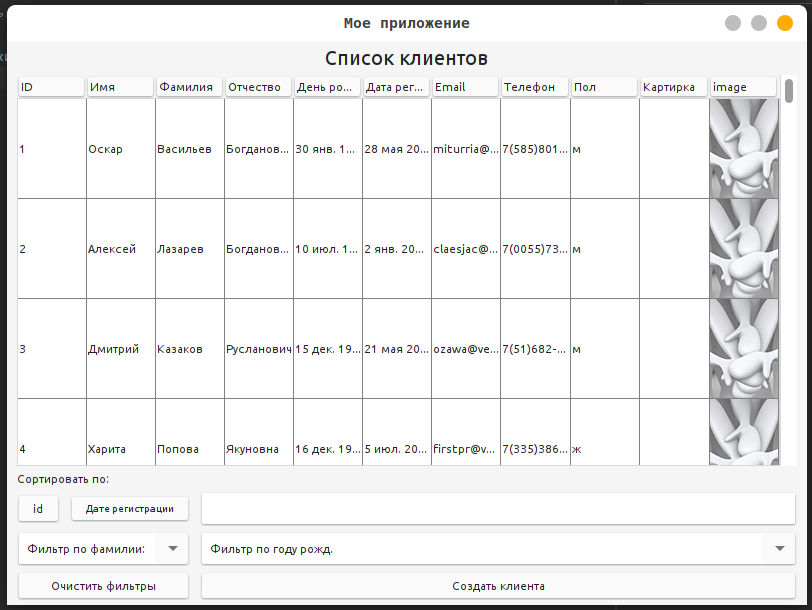 Мое приложение
Список клиентов
ID Имя Фамилия Отчество День ро... Дата рег... Email Телефон Пол Картирка image
1 Оскар Васильев Богданов... 30 янв. 1... 28 мая 20... miturria@... 7(585)801... м
2 Алексей Лазарев Богданов... 10 июл. 1... 2 янв. 20... claesjac@... 7(0055)73... м
3 Дмитрий Казаков Русланович 15 дек. 19... 21 мая 20... ozawa@ve... 7(51)682-... м
4 Харита Попова Якуновна 16 дек. 19... 5 июл. 20... firstpr@v... 7(335)386... ж
Сортировать по:
id Дате регистрации
Фильтр по фамилии: Фильтр по году рожд.
Очистить фильтры Создать клиента